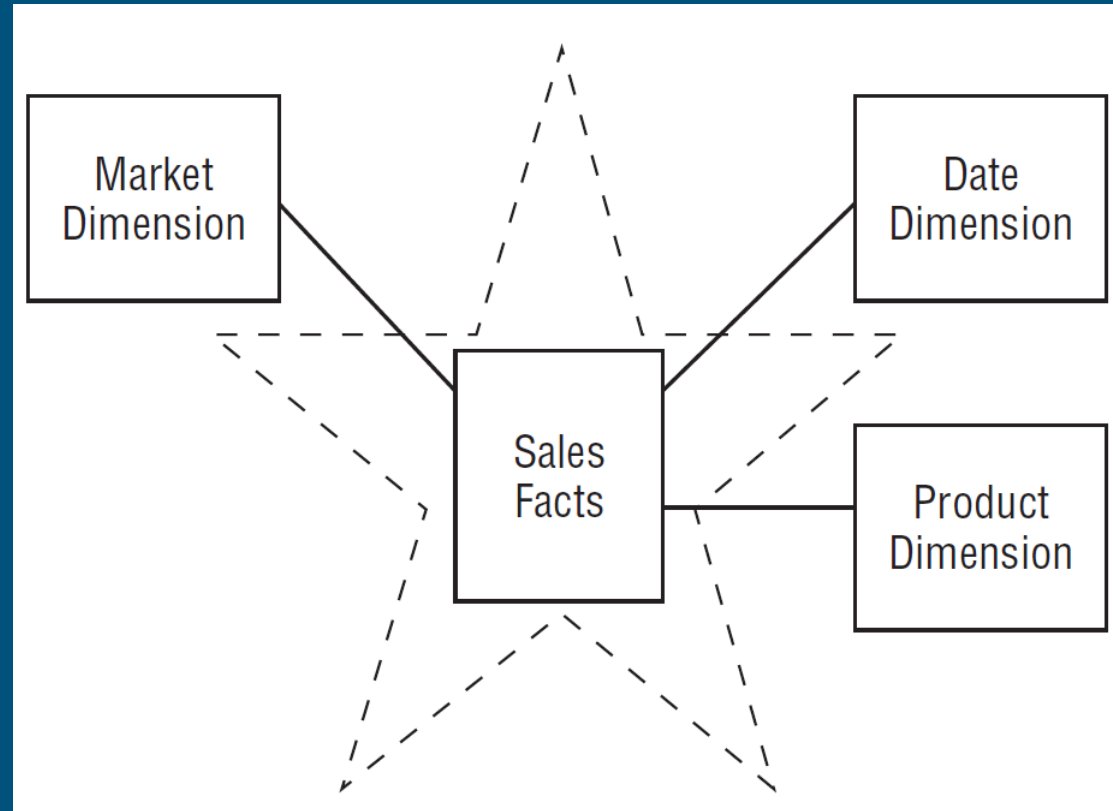 Market
Dimension
Date
Dimension
Sales
Facts
Product
Dimension